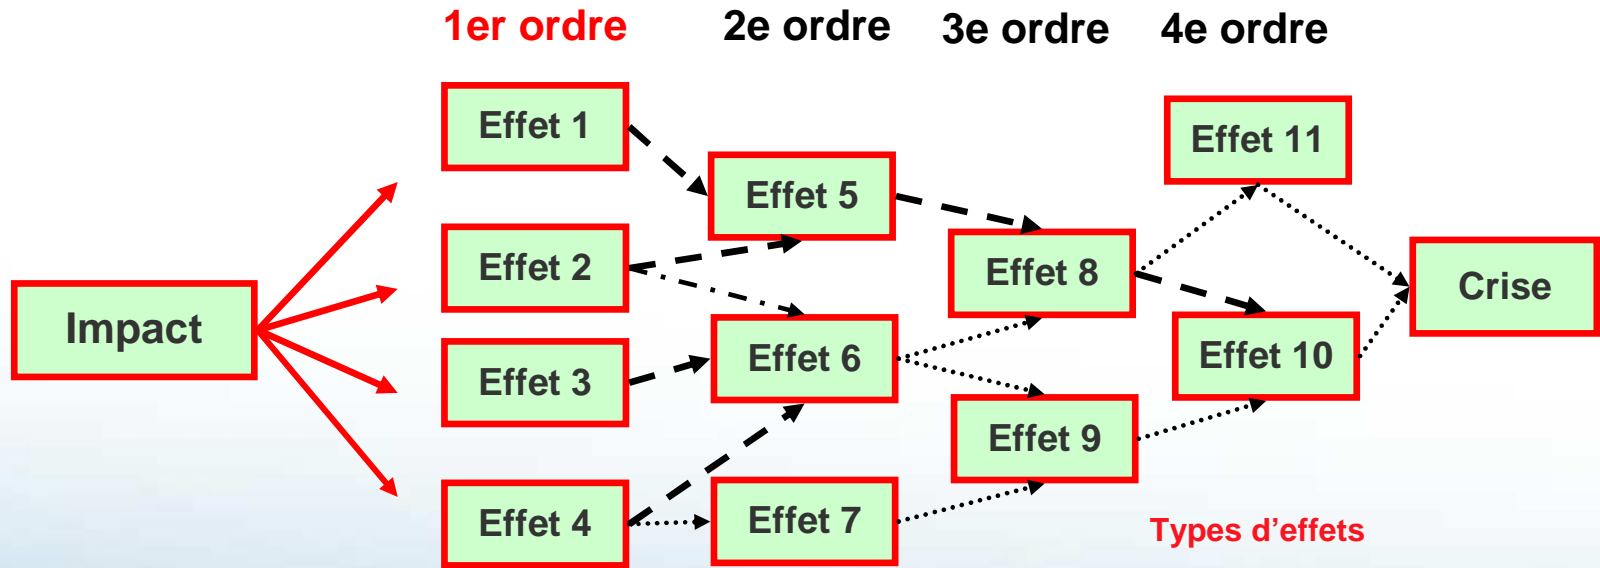 1er ordre
2e ordre
3e ordre
4e ordre
Effet 1
Effet 11
Effet 5
Effet 2
Effet 8
Crise
Impact
Effet 6
Effet 10
Effet 3
Effet 9
Effet 4
Effet 7
Types d'effets